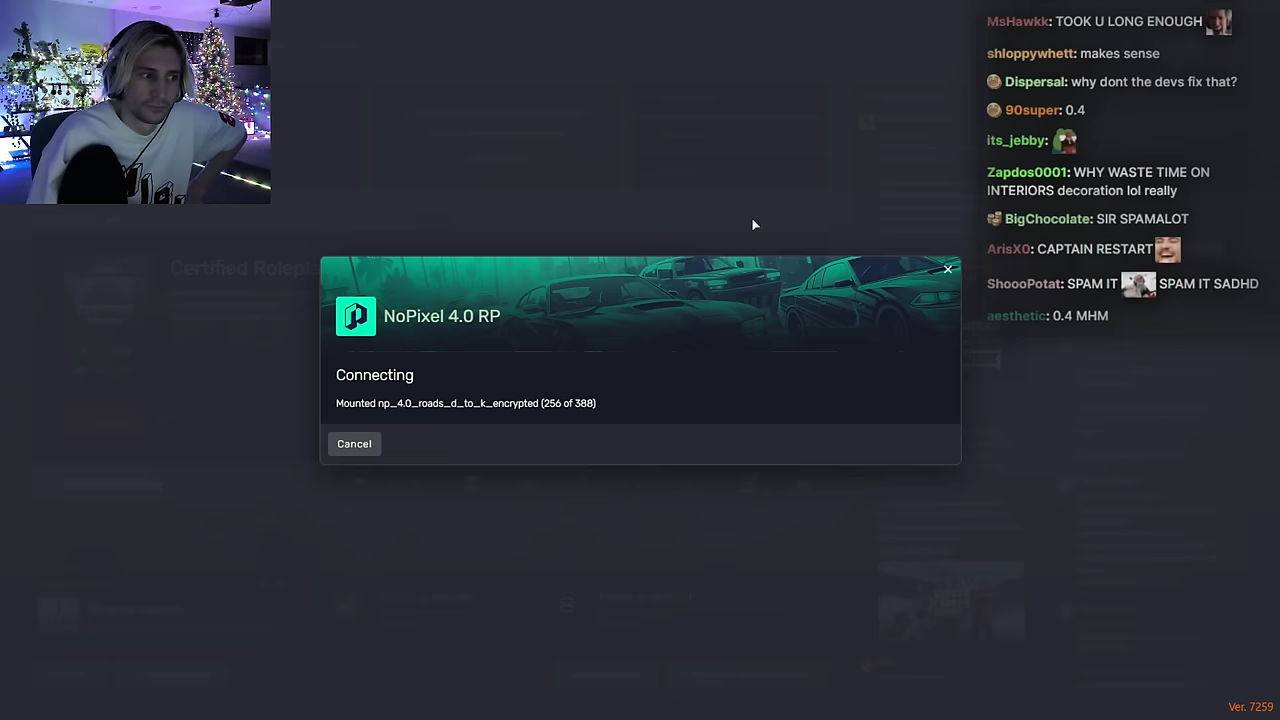 MsHawkk: TOOK U LONG ENOUGH
shloppywhett: makes sense
Dispersal: why dont the devs fix that?
90super: 0.4
its_jebby:
Zapdos0001: WHY WASTE TIME ON
INTERIORS decoration lol really
BigChocolate: SIR SPAMALOT
ArisX0: CAPTAIN RESTART
ShoooPotat: SPAM IT SPAM IT SADHD
aesthetic: 0.4 MHM
Certified Rolepla
NoPixel 4.0 RP
Connecting
Mounted np_4.0_roads_d_to_k_encrypted (256 of 388)
Cancel
Ver. 7259